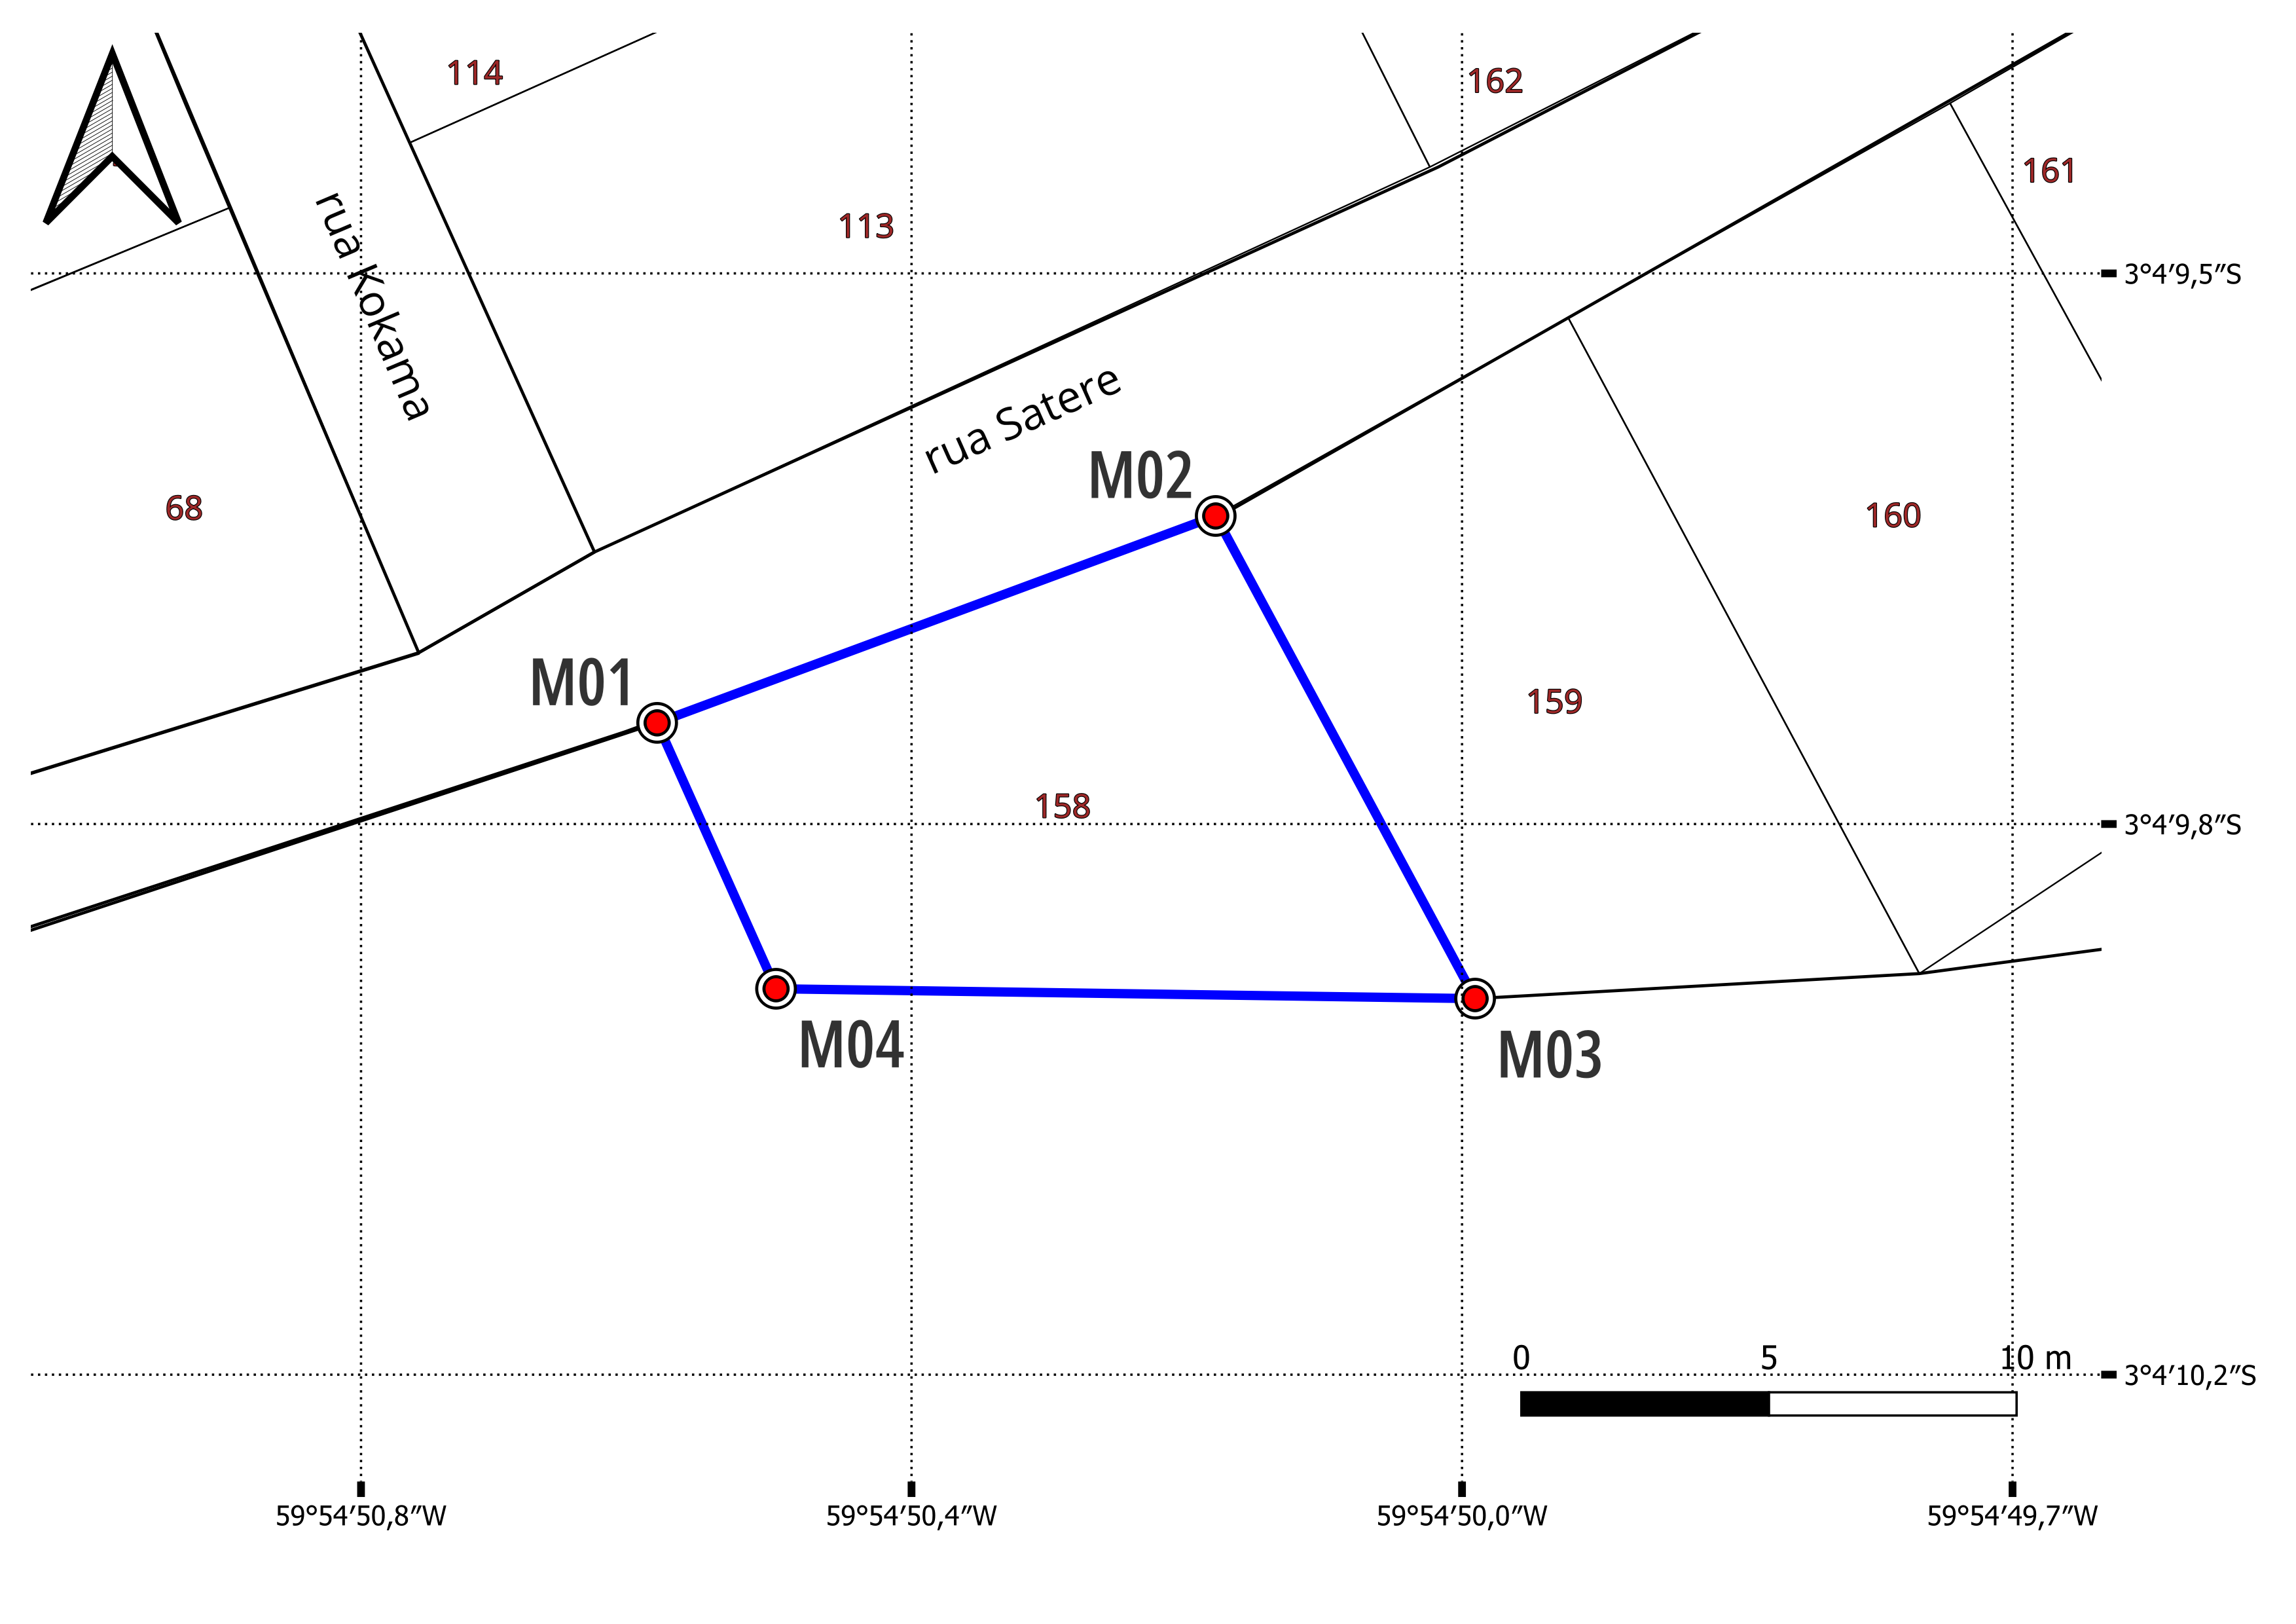 114
162
161
113
rua Kokama
3°4′9,5″S
rua Satere
M02
68
160
M01
159
158
3°4′9,8″S
M04
M03
0 5 10 m
3°4′10,2″S
59°54′50,8″W 59°54′50,4″W 59°54′50,0″W 59°54′49,7″W